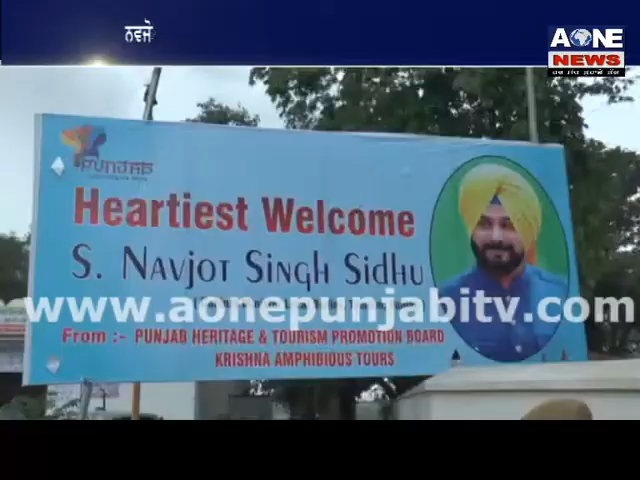 ਨਵਜੋ
AONE
NEWS
PUNJAB
Heartiest Welcome
S. Navjot Singh Sidhu
www.aonepunjabitv.com
From :- PUNJAB HERITAGE & TOURISM PROMOTION BOARD
KRISHNA AMPHIBIOUS TOURS